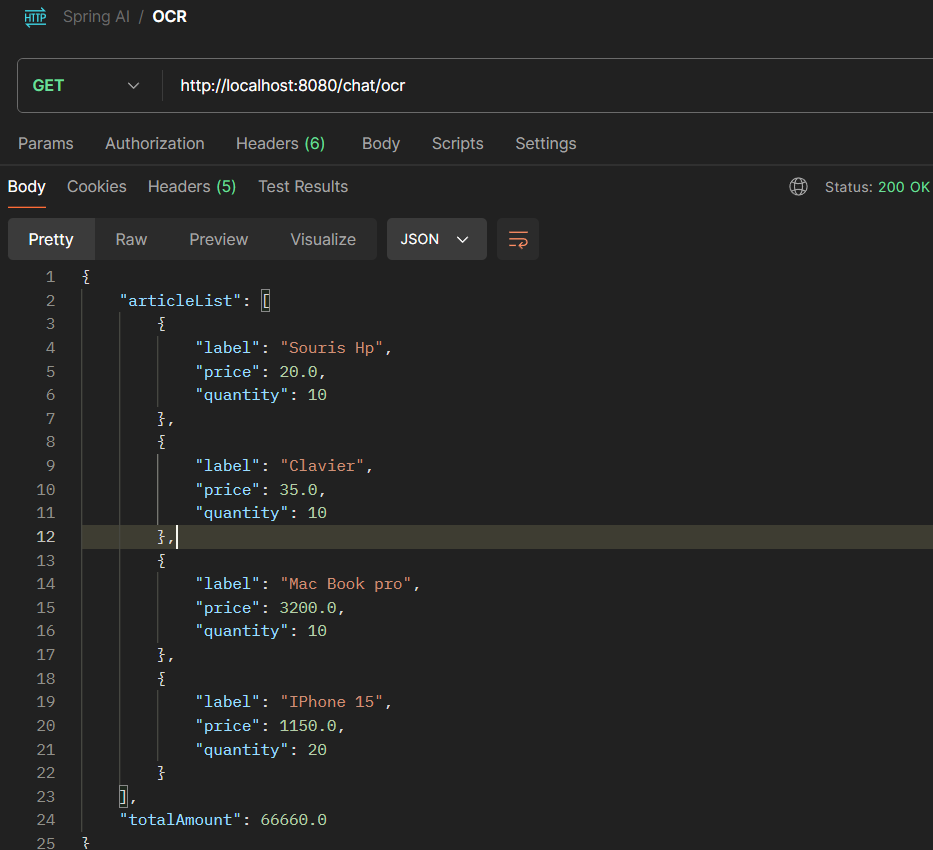 HTTP Spring AI / OCR
GET http://localhost:8080/chat/ocr
Params Authorization Headers (6) Body Scripts Settings
Body Cookies Headers (5) Test Results Status: 200 OK
Pretty Raw Preview Visualize JSON
1 {
2 "articleList": [
3 {
4 "label": "Souris Hp",
5 "price": 20.0,
6 "quantity": 10
7 },
8 {
9 "label": "Clavier",
10 "price": 35.0,
11 "quantity": 10
12 },
13 {
14 "label": "Mac Book pro",
15 "price": 3200.0,
16 "quantity": 10
17 },
18 {
19 "label": "IPhone 15",
20 "price": 1150.0,
21 "quantity": 20
22 }
23 ],
24 "totalAmount": 66660.0
25 }